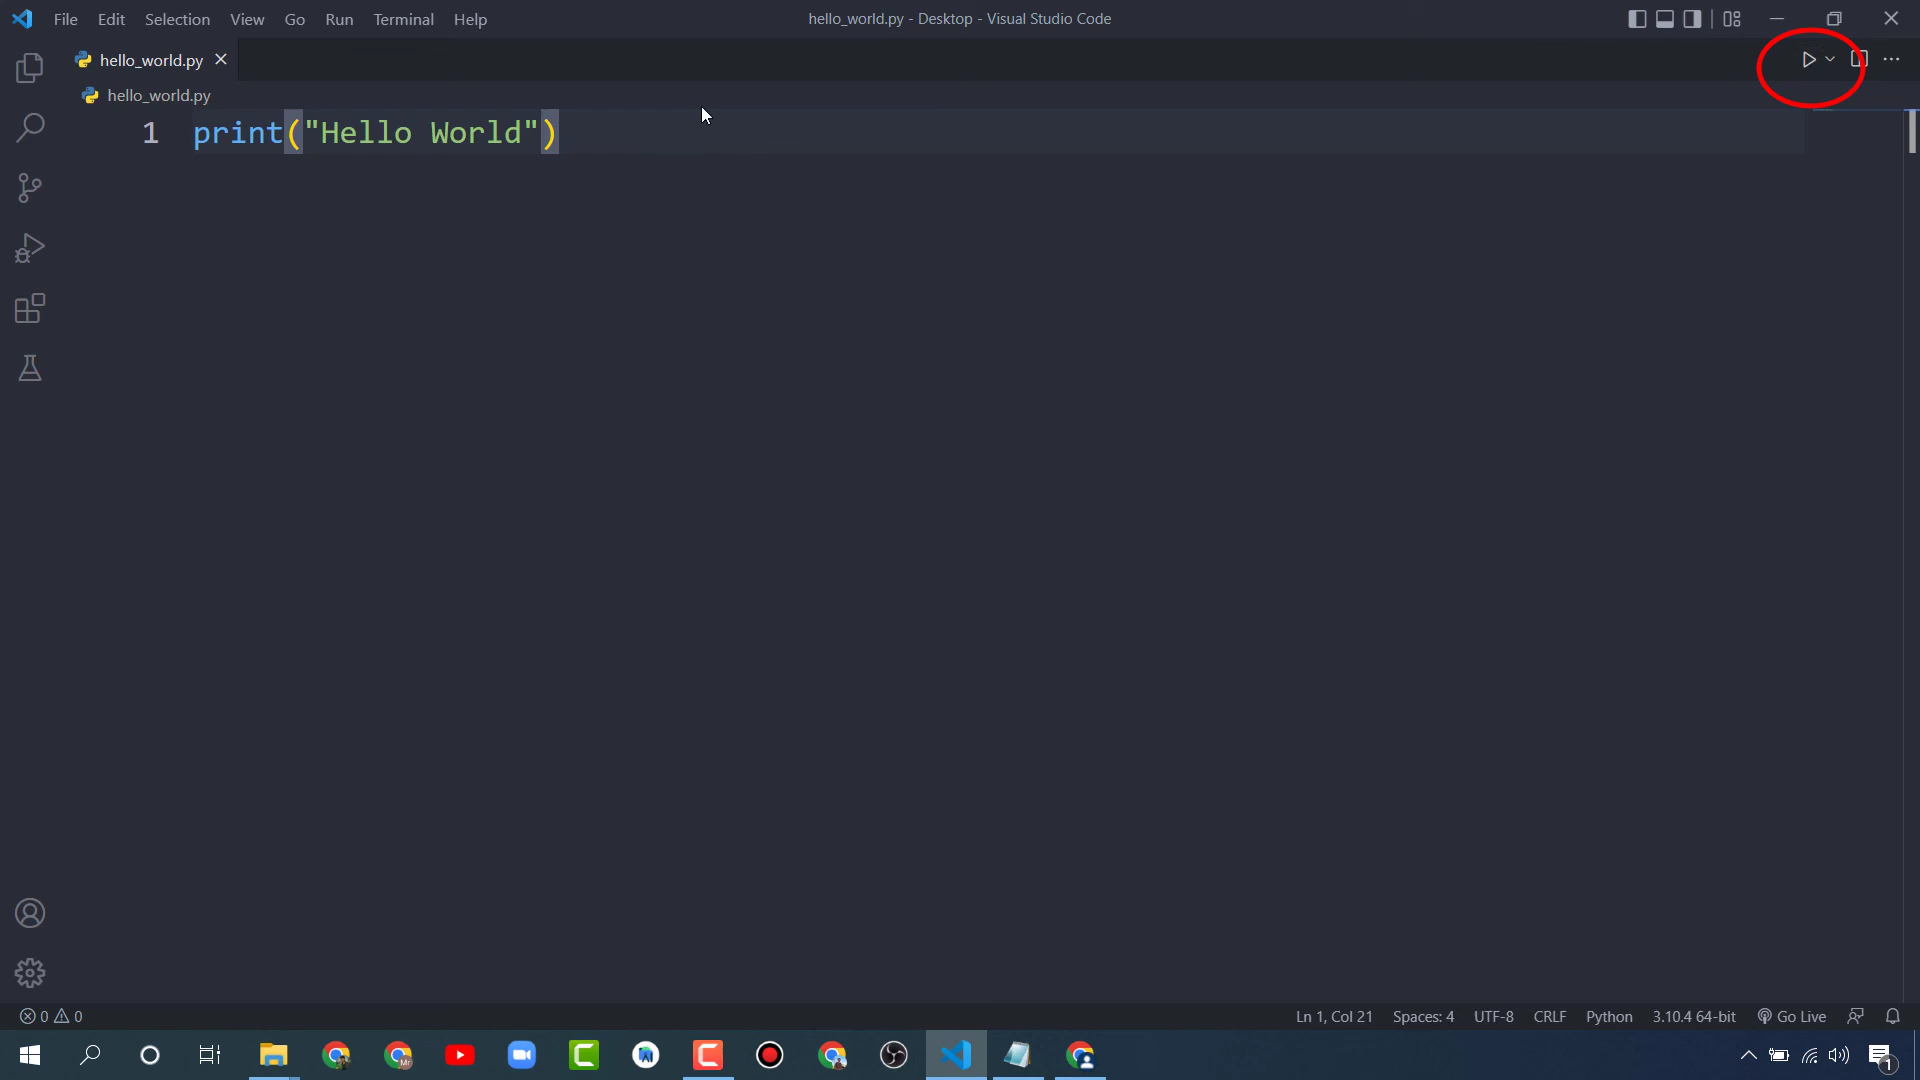 File Edit Selection View Go Run Terminal Help
hello_world.py - Desktop - Visual Studio Code
hello_world.py
hello_world.py
1 print("Hello World")
0 0
Ln 1, Col 21 Spaces: 4 UTF-8 CRLF Python 3.10.4 64-bit Go Live
1